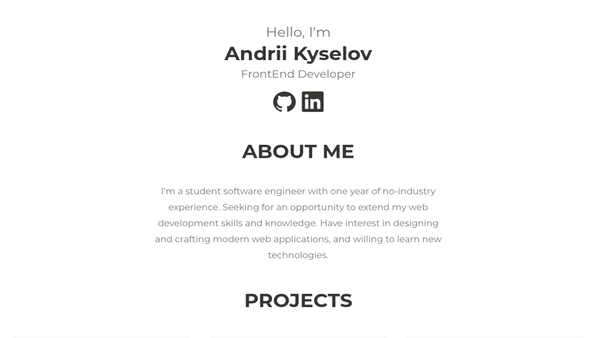 Hello, I'm
Andrii Kyselov
FrontEnd Developer
in
ABOUT ME
I'm a student software engineer with one year of no-industry
experience. Seeking for an opportunity to extend my web
development skills and knowledge. Have interest in designing
and crafting modern web applications, and willing to learn new
technologies.
PROJECTS